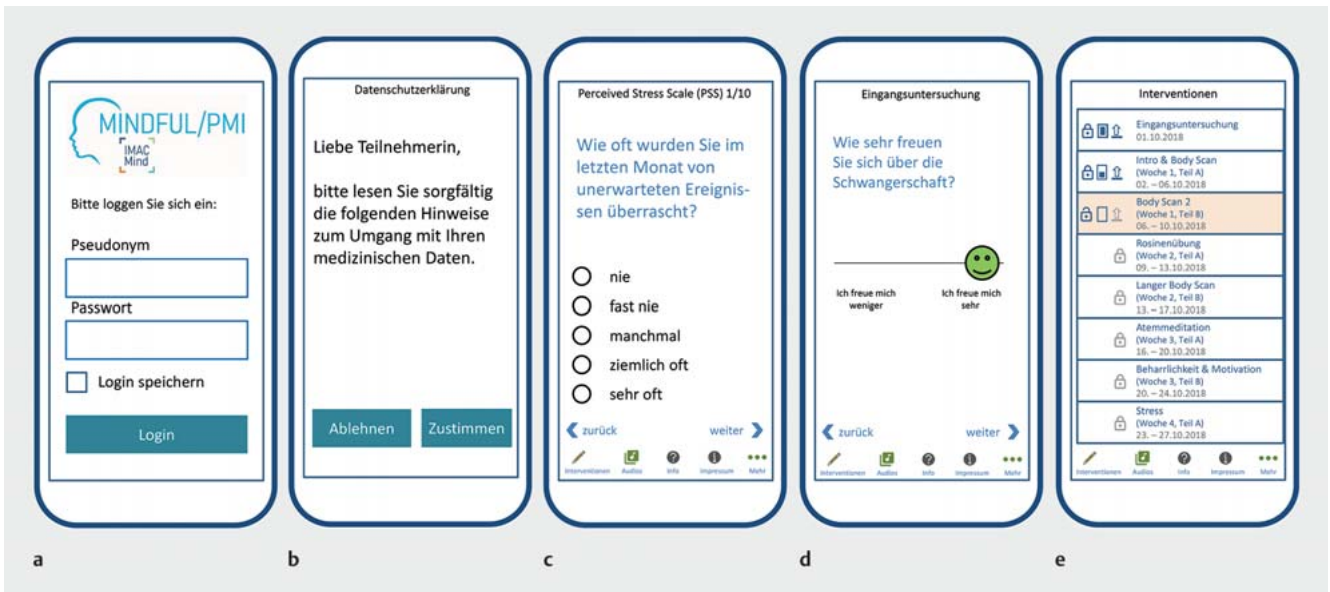 MINDFUL/PMI
IMAC
Mind
Bitte loggen Sie sich ein:
Pseudonym
Passwort
Login speichern
Login
a
Datenschutzerklärung
Liebe Teilnehmerin,
bitte lesen Sie sorgfältig
die folgenden Hinweise
zum Umgang mit Ihren
medizinischen Daten.
Ablehnen Zustimmen
b
Perceived Stress Scale (PSS) 1/10
Wie oft wurden Sie im
letzten Monat von
unerwarteten Ereignis-
sen überrascht?
nie
fast nie
manchmal
ziemlich oft
sehr oft
zurück weiter
Interventionen Audios Info Impressum Mehr
c
Eingangsuntersuchung
Wie sehr freuen
Sie sich über die
Schwangerschaft?
Ich freue mich
weniger
Ich freue mich
sehr
zurück weiter
Interventionen Audios Info Impressum Mehr
d
Interventionen
Eingangsuntersuchung
01.10.2018
Intro & Body Scan
(Woche 1, Teil A)
02. – 06.10.2018
Body Scan 2
(Woche 1, Teil B)
06. – 10.10.2018
Rosinenübung
(Woche 2, Teil A)
09. – 13.10.2018
Langer Body Scan
(Woche 2, Teil B)
13. – 17.10.2018
Atemmeditation
(Woche 3, Teil A)
16. – 20.10.2018
Beharrlichkeit & Motivation
(Woche 3, Teil B)
20. – 24.10.2018
Stress
(Woche 4, Teil A)
23. – 27.10.2018
Interventionen Audios Info Impressum Mehr
e